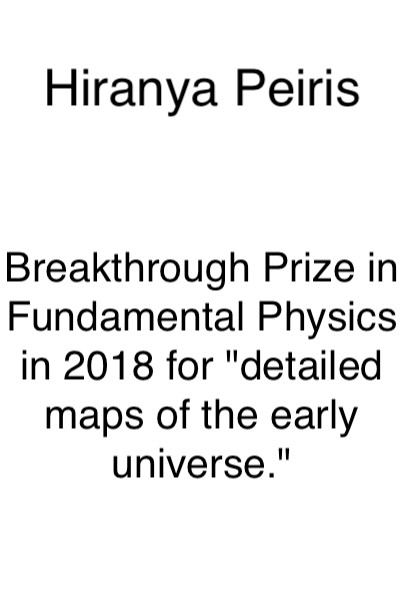 Hiranya Peiris
Breakthrough Prize in
Fundamental Physics
in 2018 for "detailed
maps of the early
universe."